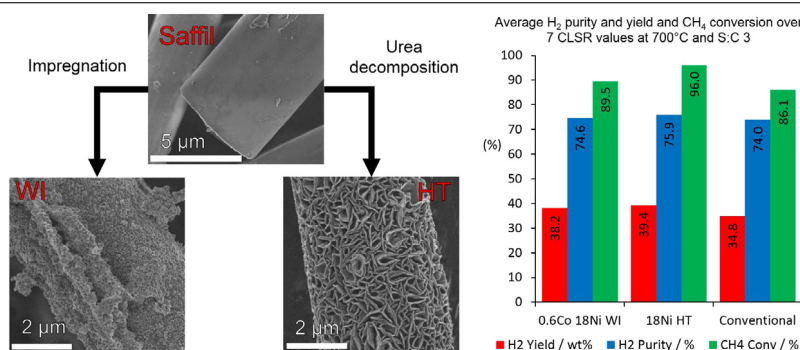 Saffil
Impregnation
Urea
decomposition
5 μm
WI
2 μm
HT
2 μm
Average H₂ purity and yield and CH₄ conversion over
7 CLSR values at 700°C and S:C 3
(%)
100
90
80
70
60
50
40
30
20
10
0
38.2
74.6
89.5
39.4
75.9
96.0
34.8
74.0
86.1
0.6Co 18Ni WI
18Ni HT
Conventional
H2 Yield / wt%
H2 Purity / %
CH4 Conv / %